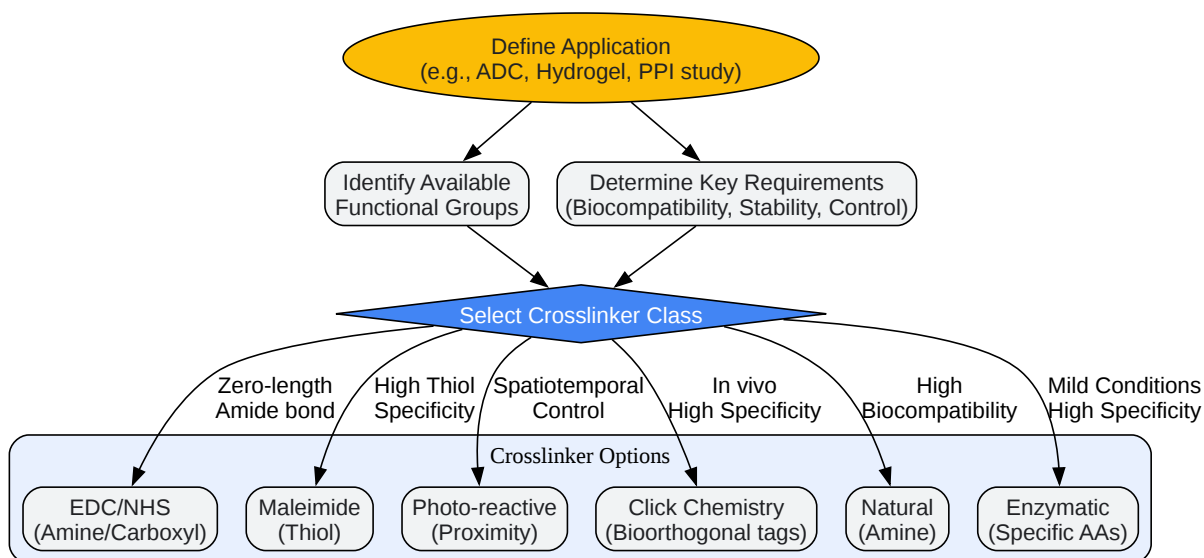 Define Application
(e.g., ADC, Hydrogel, PPI study)
Identify Available
Functional Groups
Determine Key Requirements
(Biocompatibility, Stability, Control)
Select Crosslinker Class
Zero-length
Amide bond
High Thiol
Specificity
Spatiotemporal
Control
In vivo
High Specificity
High
Biocompatibility
Mild Conditions
High Specificity
Crosslinker Options
EDC/NHS
(Amine/Carboxyl)
Maleimide
(Thiol)
Photo-reactive
(Proximity)
Click Chemistry
(Bioorthogonal tags)
Natural
(Amine)
Enzymatic
(Specific AAs)